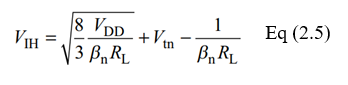 V_IH = √(8/3 V_DD/(β_n R_L)) + V_tn − 1/(β_n R_L) Eq (2.5)